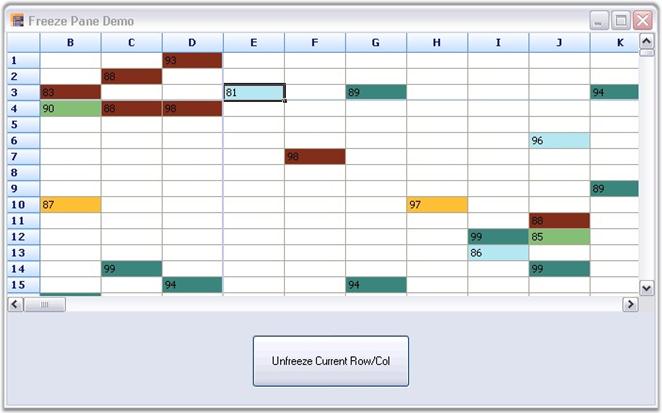 Freeze Pane Demo
B C D E F G H I J K
1 93
2 88
3 83 81 89 94
4 90 88 98
5
6 96
7 98
8
9 89
10 87 97
11 88
12 99 85
13 86
14 99 99
15 94 94
Unfreeze Current Row/Col